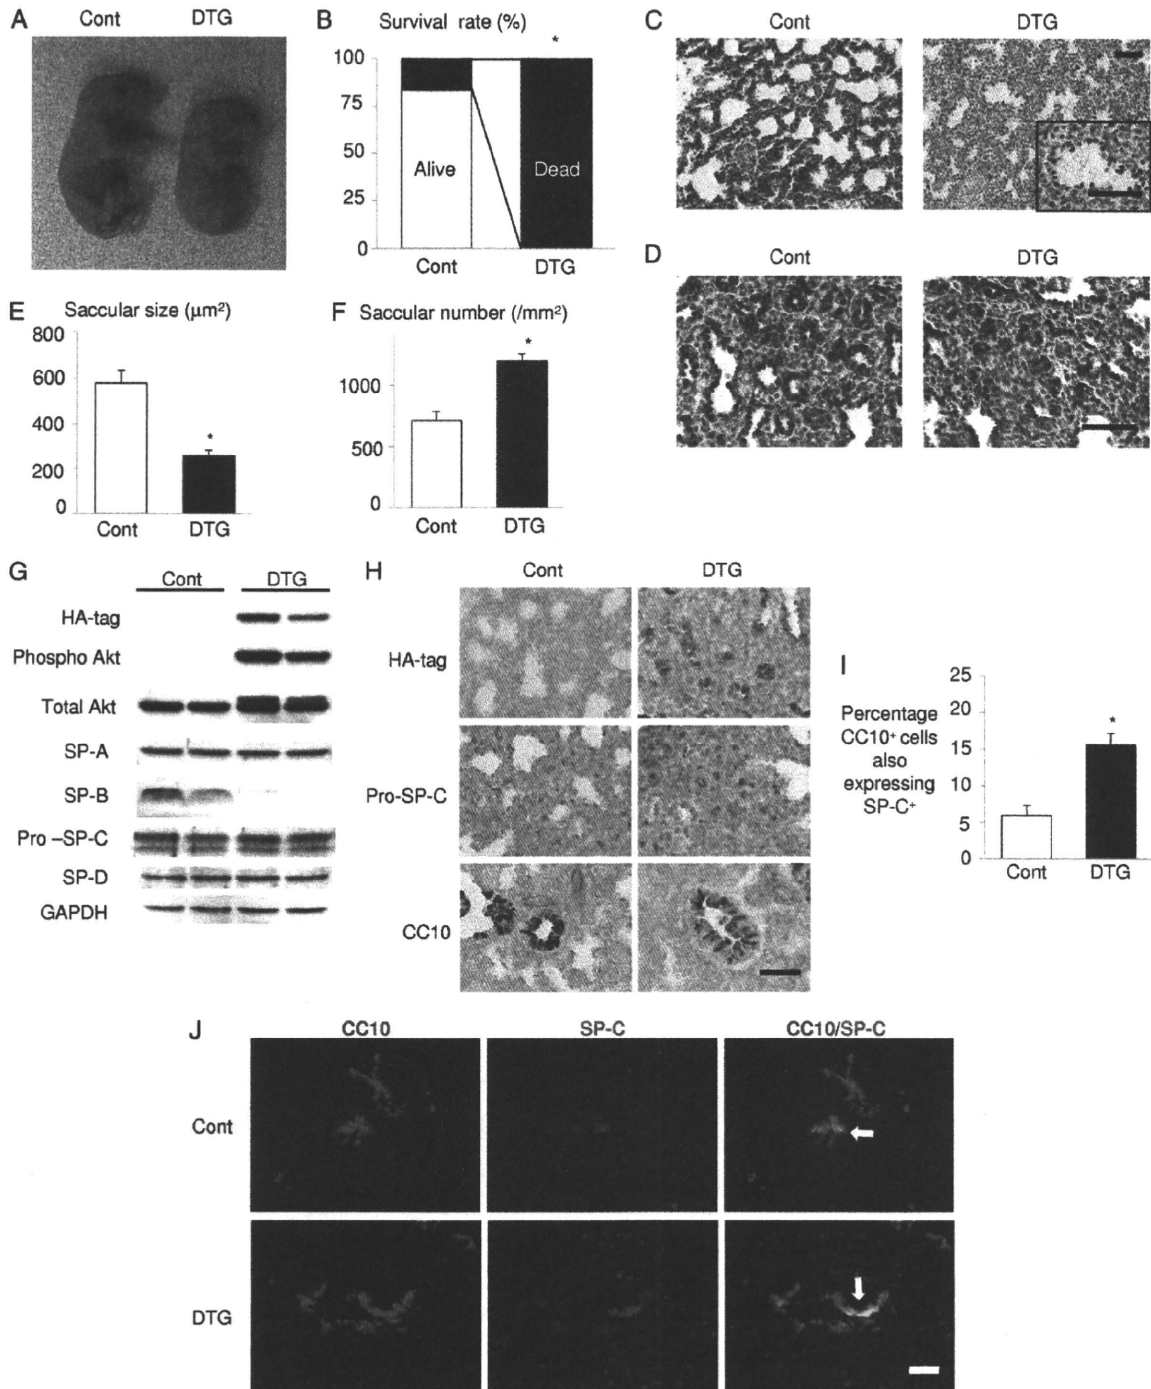 A
Cont DTG
B Survival rate (%)
*
100
75
50
25
0
Alive
Dead
Cont DTG
C
Cont DTG
D
Cont DTG
E Saccular size (μm²)
800
600
400
200
0
*
Cont DTG
F Saccular number (/mm²)
*
1000
500
0
Cont DTG
G
Cont DTG
HA-tag
Phospho Akt
Total Akt
SP-A
SP-B
Pro –SP-C
SP-D
GAPDH
H
Cont DTG
HA-tag
Pro-SP-C
CC10
I
Percentage
CC10⁺ cells
also
expressing
SP-C⁺
25
20
15
10
5
0
*
Cont DTG
J
CC10 SP-C CC10/SP-C
Cont
DTG